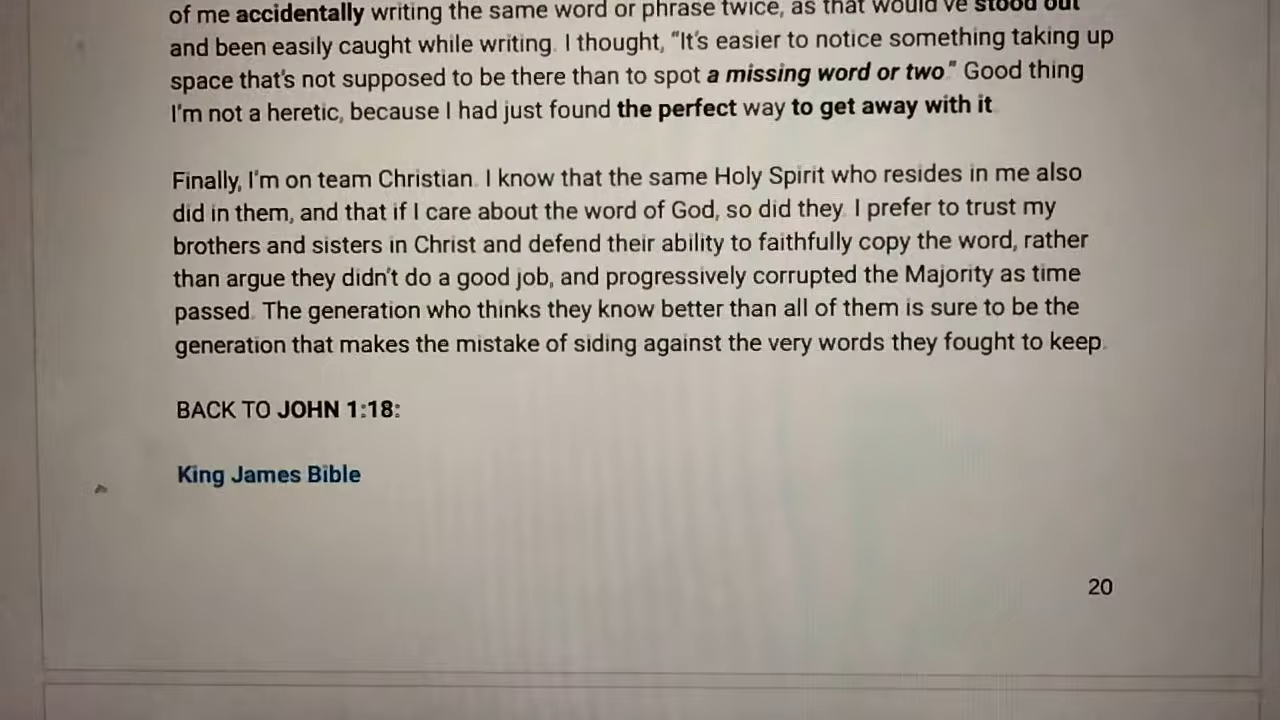 of me accidentally writing the same word or phrase twice, as that would've stood out
and been easily caught while writing. I thought, "It's easier to notice something taking up
space that's not supposed to be there than to spot a missing word or two." Good thing
I'm not a heretic, because I had just found the perfect way to get away with it.
Finally, I'm on team Christian. I know that the same Holy Spirit who resides in me also
did in them, and that if I care about the word of God, so did they. I prefer to trust my
brothers and sisters in Christ and defend their ability to faithfully copy the word, rather
than argue they didn't do a good job, and progressively corrupted the Majority as time
passed. The generation who thinks they know better than all of them is sure to be the
generation that makes the mistake of siding against the very words they fought to keep.
BACK TO JOHN 1:18:
King James Bible
20